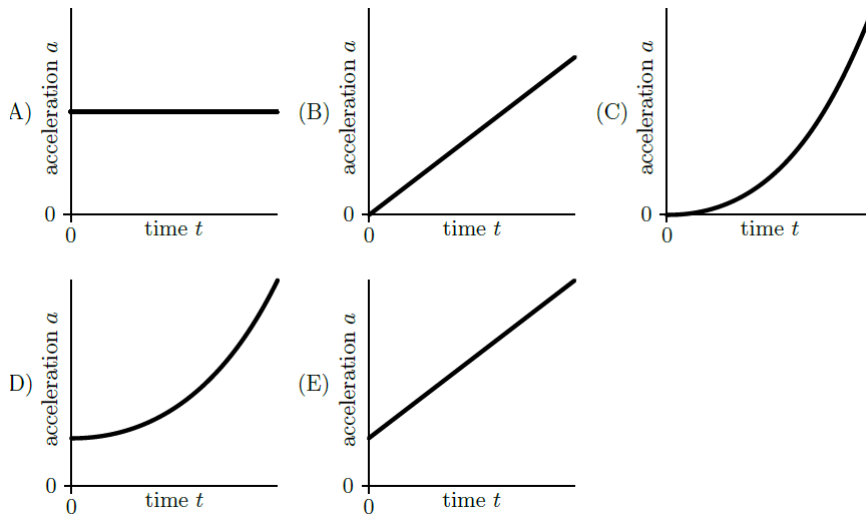 A) acceleration a (B) acceleration a (C) acceleration a
0 0 0
0 time t 0 time t 0 time t
D) acceleration a (E) acceleration a
0 0
0 time t 0 time t